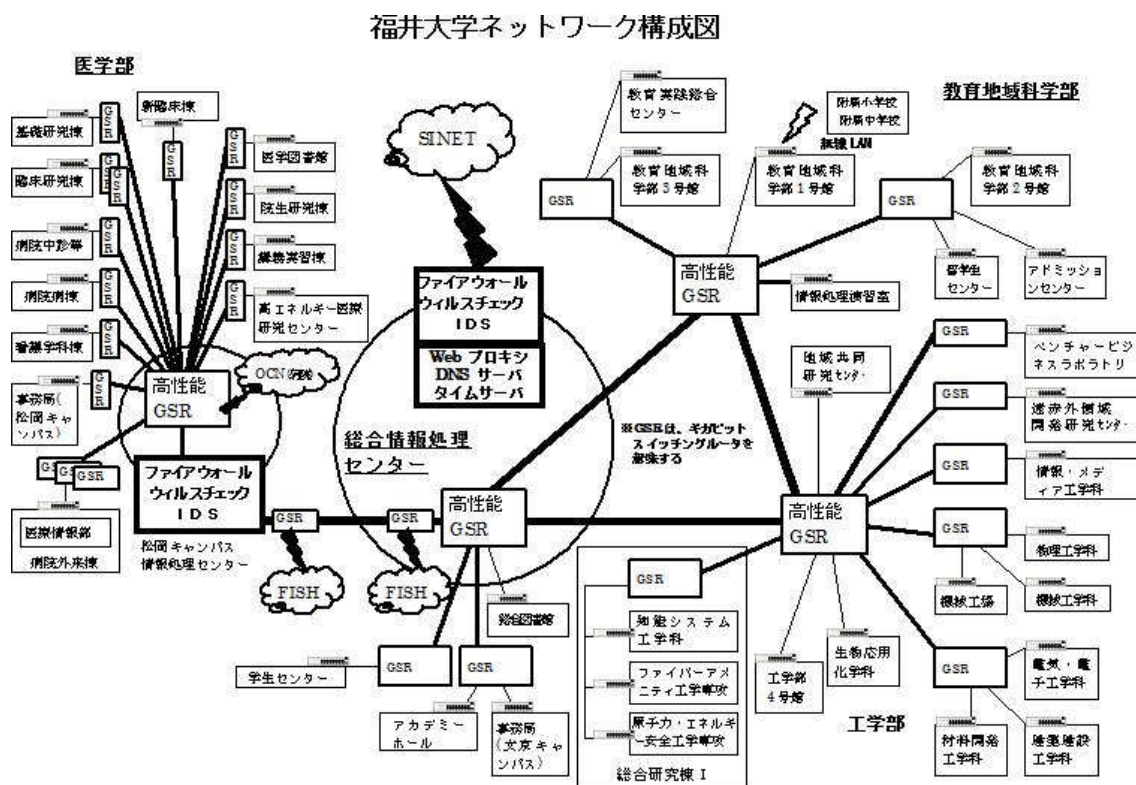 福井大学ネットワーク構成図
医学部
新臨床棟
基礎研究棟
GSR
GSR
GSR
医学図書館
臨床研究棟
GSR
GSR
GSR
院生研究棟
病院中診棟
GSR
GSR
病院病棟
GSR
GSR
高エネルギー医療
研究センター
看護学科棟
GSR
事務局(
松岡キャ
ンパス)
GSR
高性能
GSR
GSR
医療情報部
病院外来棟
ファイアウォール
ウィルスチェック
IDS
松岡キャンパス
情報処理センター
GSR
FISH
GSR
FISH
SINET
ファイアウォール
ウィルスチェック
IDS
Web プロキシ
DNS サーバ
タイムサーバ
総合情報処理
センター
高性能
GSR
総合図書館
学生センター
GSR
GSR
アカデミー
ホール
事務局
(文京キャ
ンパス)
※GSRは、ギガビット
スイッチングルータを
意味する
教育地域科学部
教育実践総合
センター
附属小学校
附属中学校
無線LAN
GSR
教育地域科
学部3号館
教育地域科
学部1号館
GSR
教育地域科
学部2号館
留学生
センター
アドミッショ
ンセンター
高性能
GSR
情報処理演習室
地域共同
研究センター
ベンチャービジ
ネスラボラトリ
遠赤外領域
開発研究センター
情報・メデ
ィア工学科
高性能
GSR
GSR
物理工学科
機械工学科
GSR
電気・電
子工学科
材料開発
工学科
建築建設
工学科
工学部
4号館
生物応用
化学科
工学部
GSR
知能システム
工学科
ファイバーアメ
ニティ工学専攻
原子力・エネルギ
ー安全工学専攻
総合研究棟 I